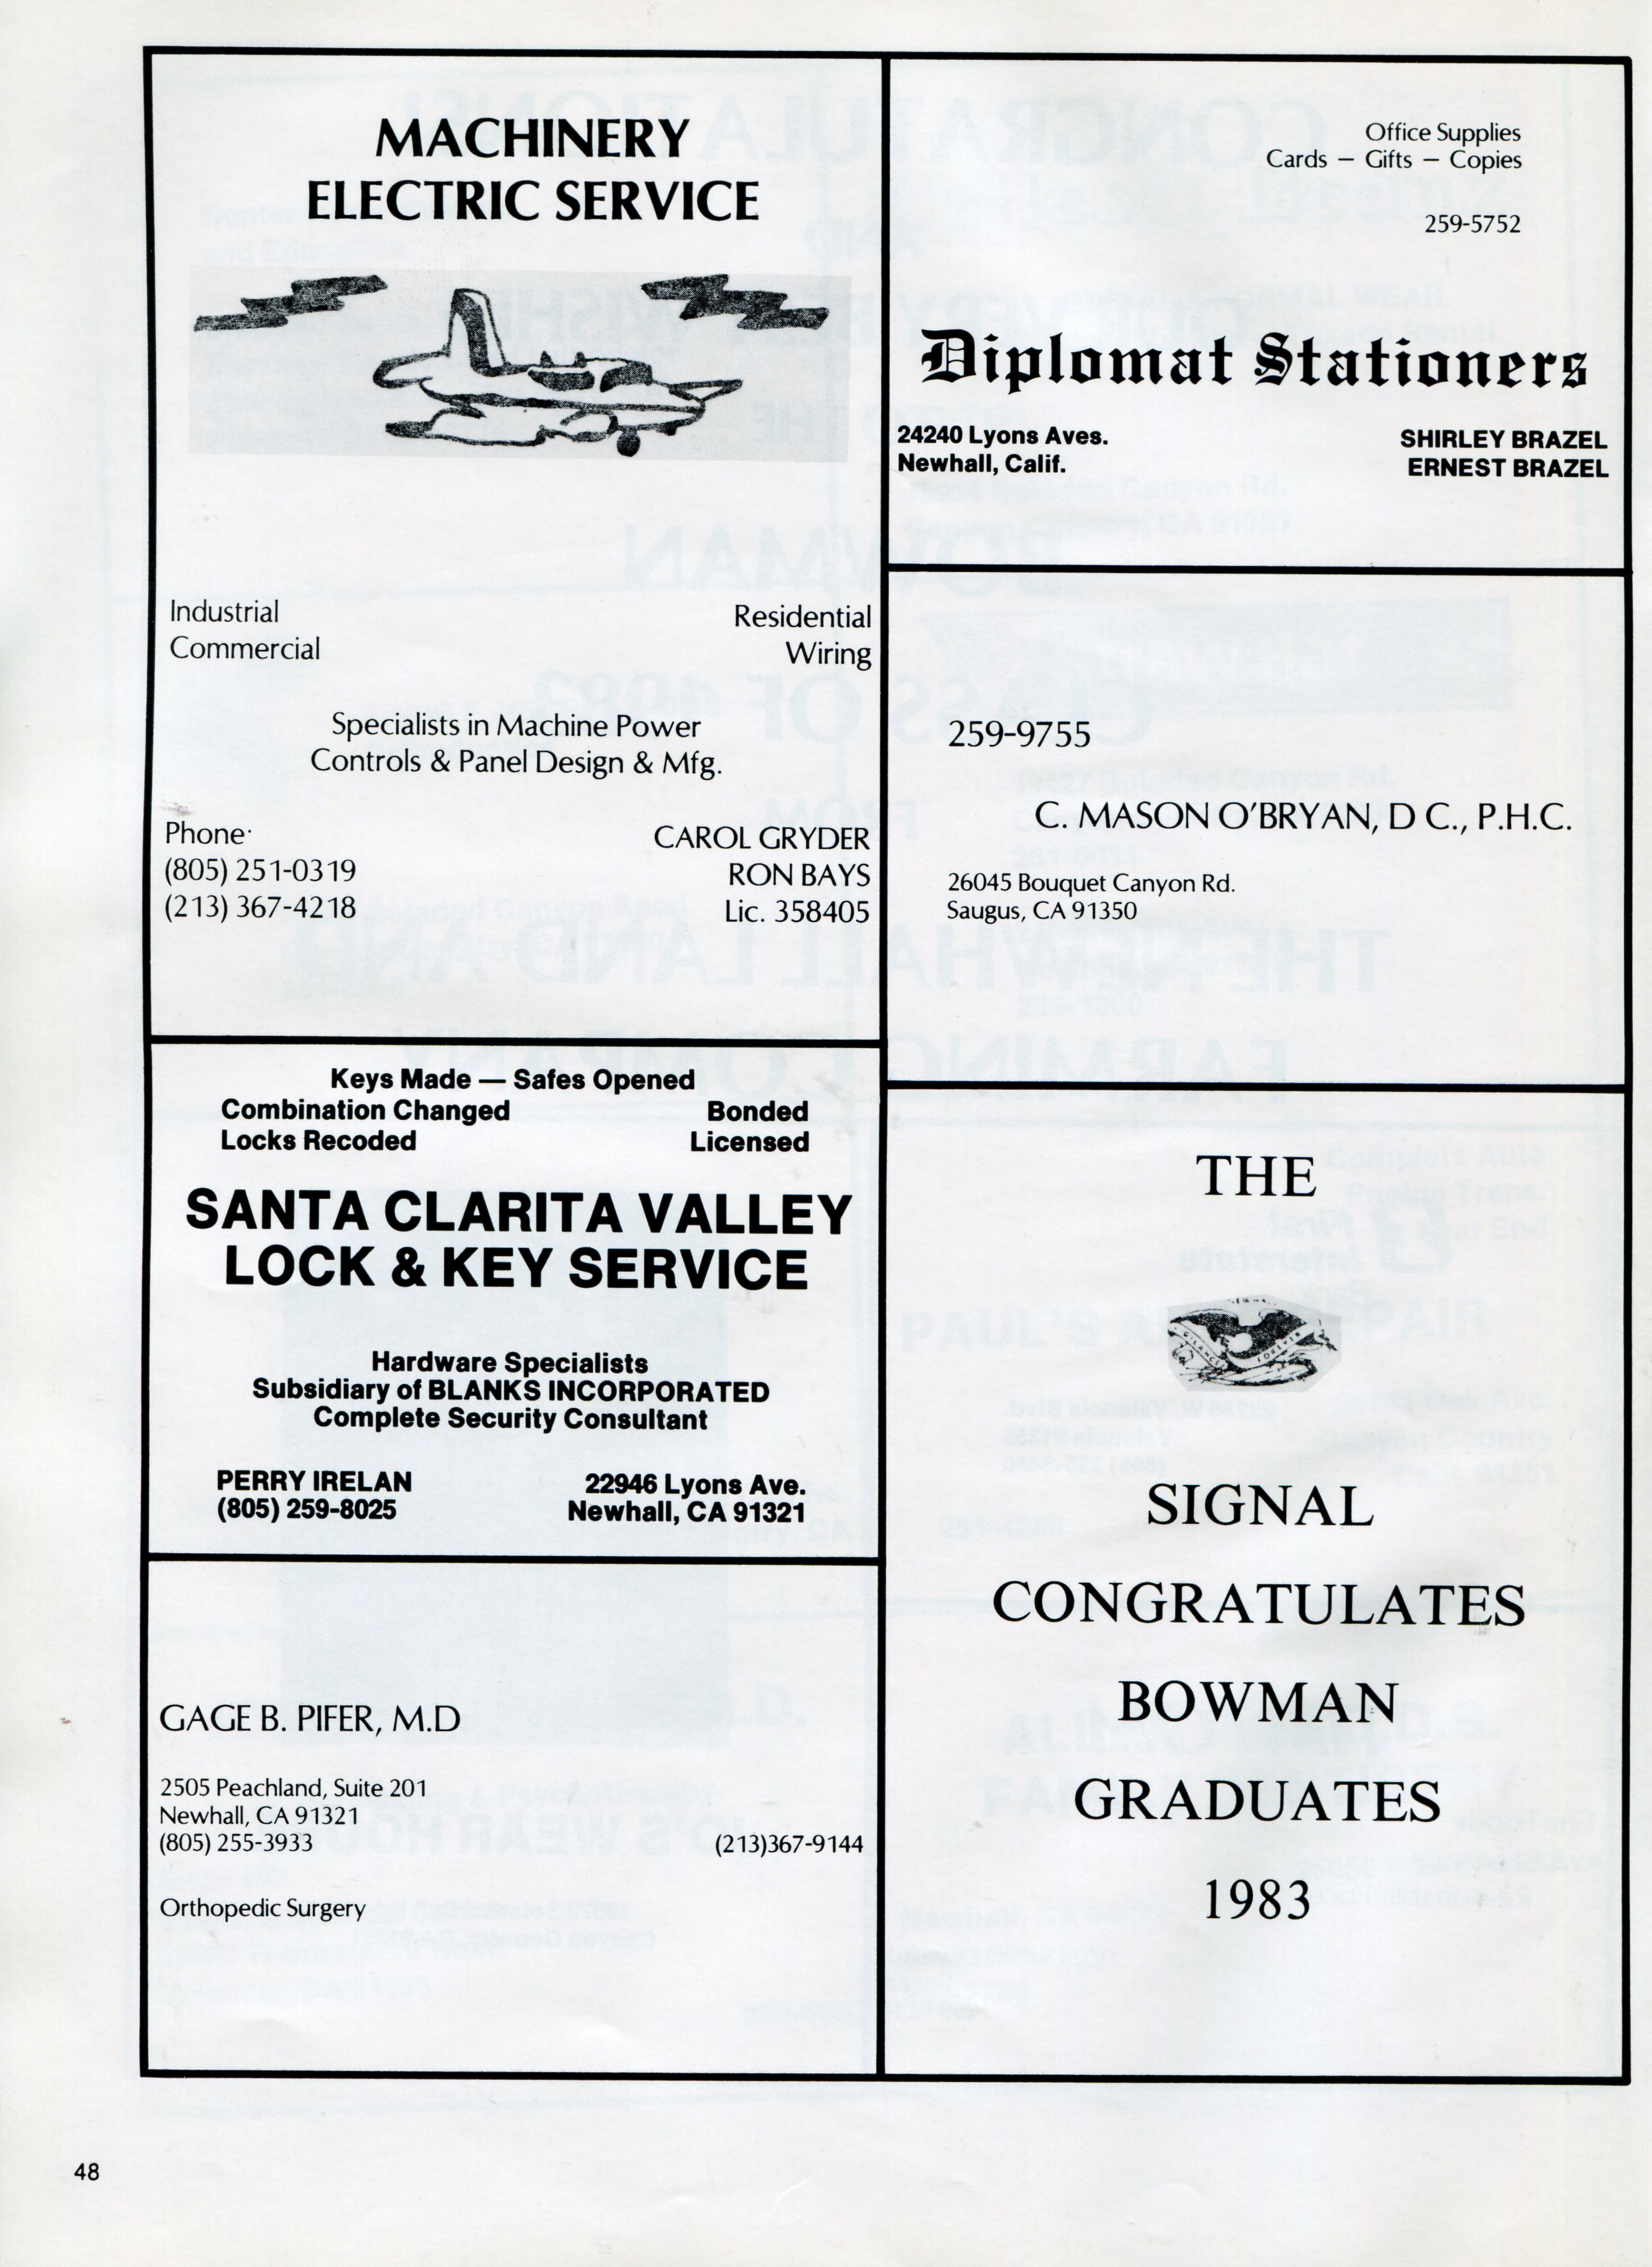 MACHINERY
ELECTRIC SERVICE
Industrial
Commercial
Residential
Wiring
Specialists in Machine Power
Controls & Panel Design & Mfg.
Phone·
(805) 251-0319
(213) 367-4218
CAROL GRYDER
RON BAYS
Lic. 358405
Keys Made — Safes Opened
Combination Changed
Locks Recoded
Bonded
Licensed
SANTA CLARITA VALLEY
LOCK & KEY SERVICE
Hardware Specialists
Subsidiary of BLANKS INCORPORATED
Complete Security Consultant
PERRY IRELAN
(805) 259-8025
22946 Lyons Ave.
Newhall, CA 91321
GAGE B. PIFER, M.D
2505 Peachland, Suite 201
Newhall, CA 91321
(805) 255-3933
(213)367-9144
Orthopedic Surgery
Office Supplies
Cards — Gifts — Copies
259-5752
Diplomat Stationers
24240 Lyons Aves.
Newhall, Calif.
SHIRLEY BRAZEL
ERNEST BRAZEL
259-9755
C. MASON O'BRYAN, D C., P.H.C.
26045 Bouquet Canyon Rd.
Saugus, CA 91350
THE
FOREVER
SIGNAL
CONGRATULATES
BOWMAN
GRADUATES
1983
48